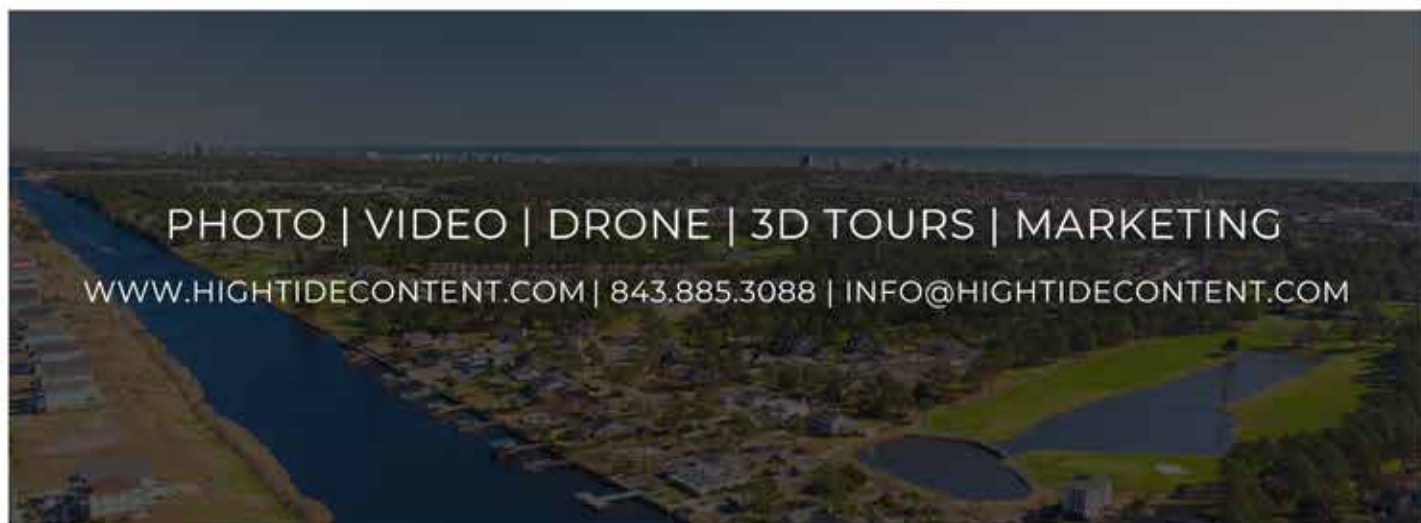 PHOTO | VIDEO | DRONE | 3D TOURS | MARKETING
WWW.HIGHTIDECONTENT.COM | 843.885.3088 | INFO@HIGHTIDECONTENT.COM